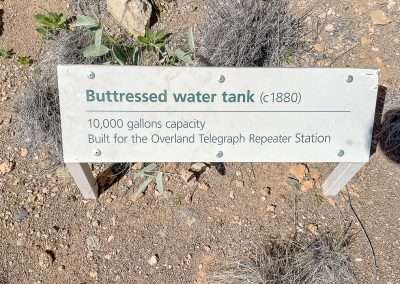 Buttressed water tank (c1880)
10,000 gallons capacity
Built for the Overland Telegraph Repeater Station